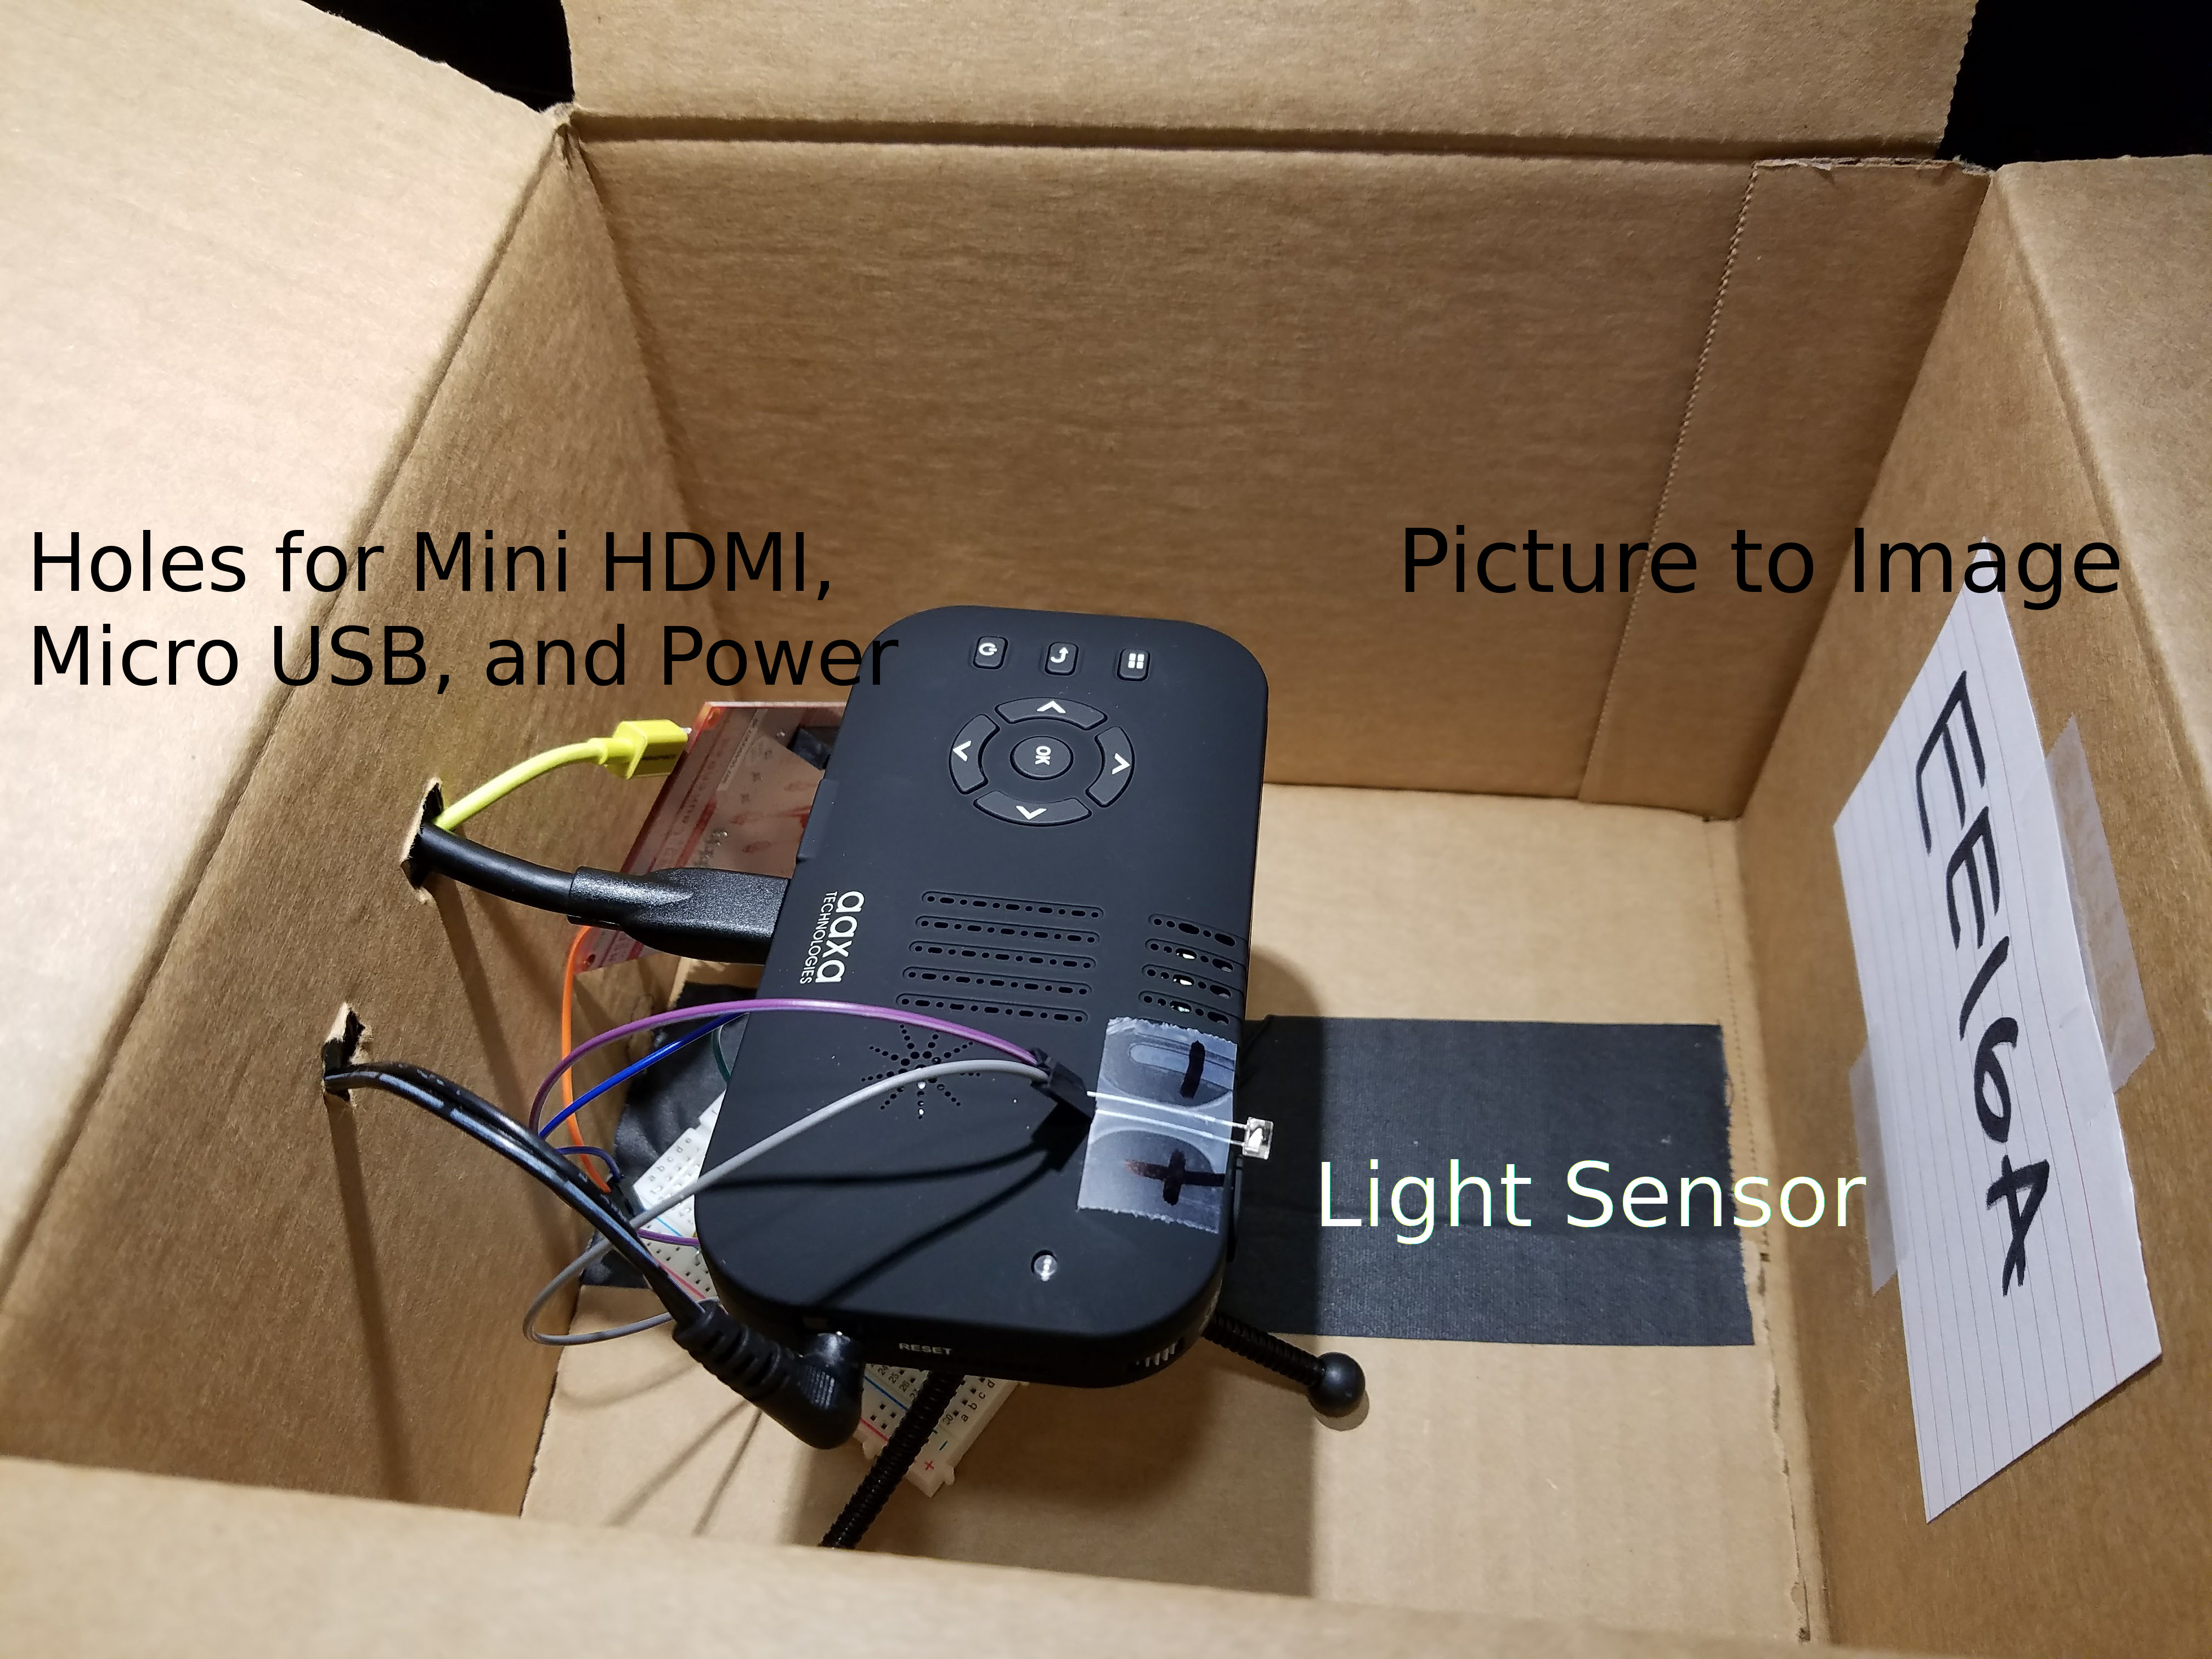 Holes for Mini HDMI,
Micro USB, and Power
Picture to Image
OK
aaxa
TECHNOLOGIES
EE16A
-
+
Light Sensor
RESET